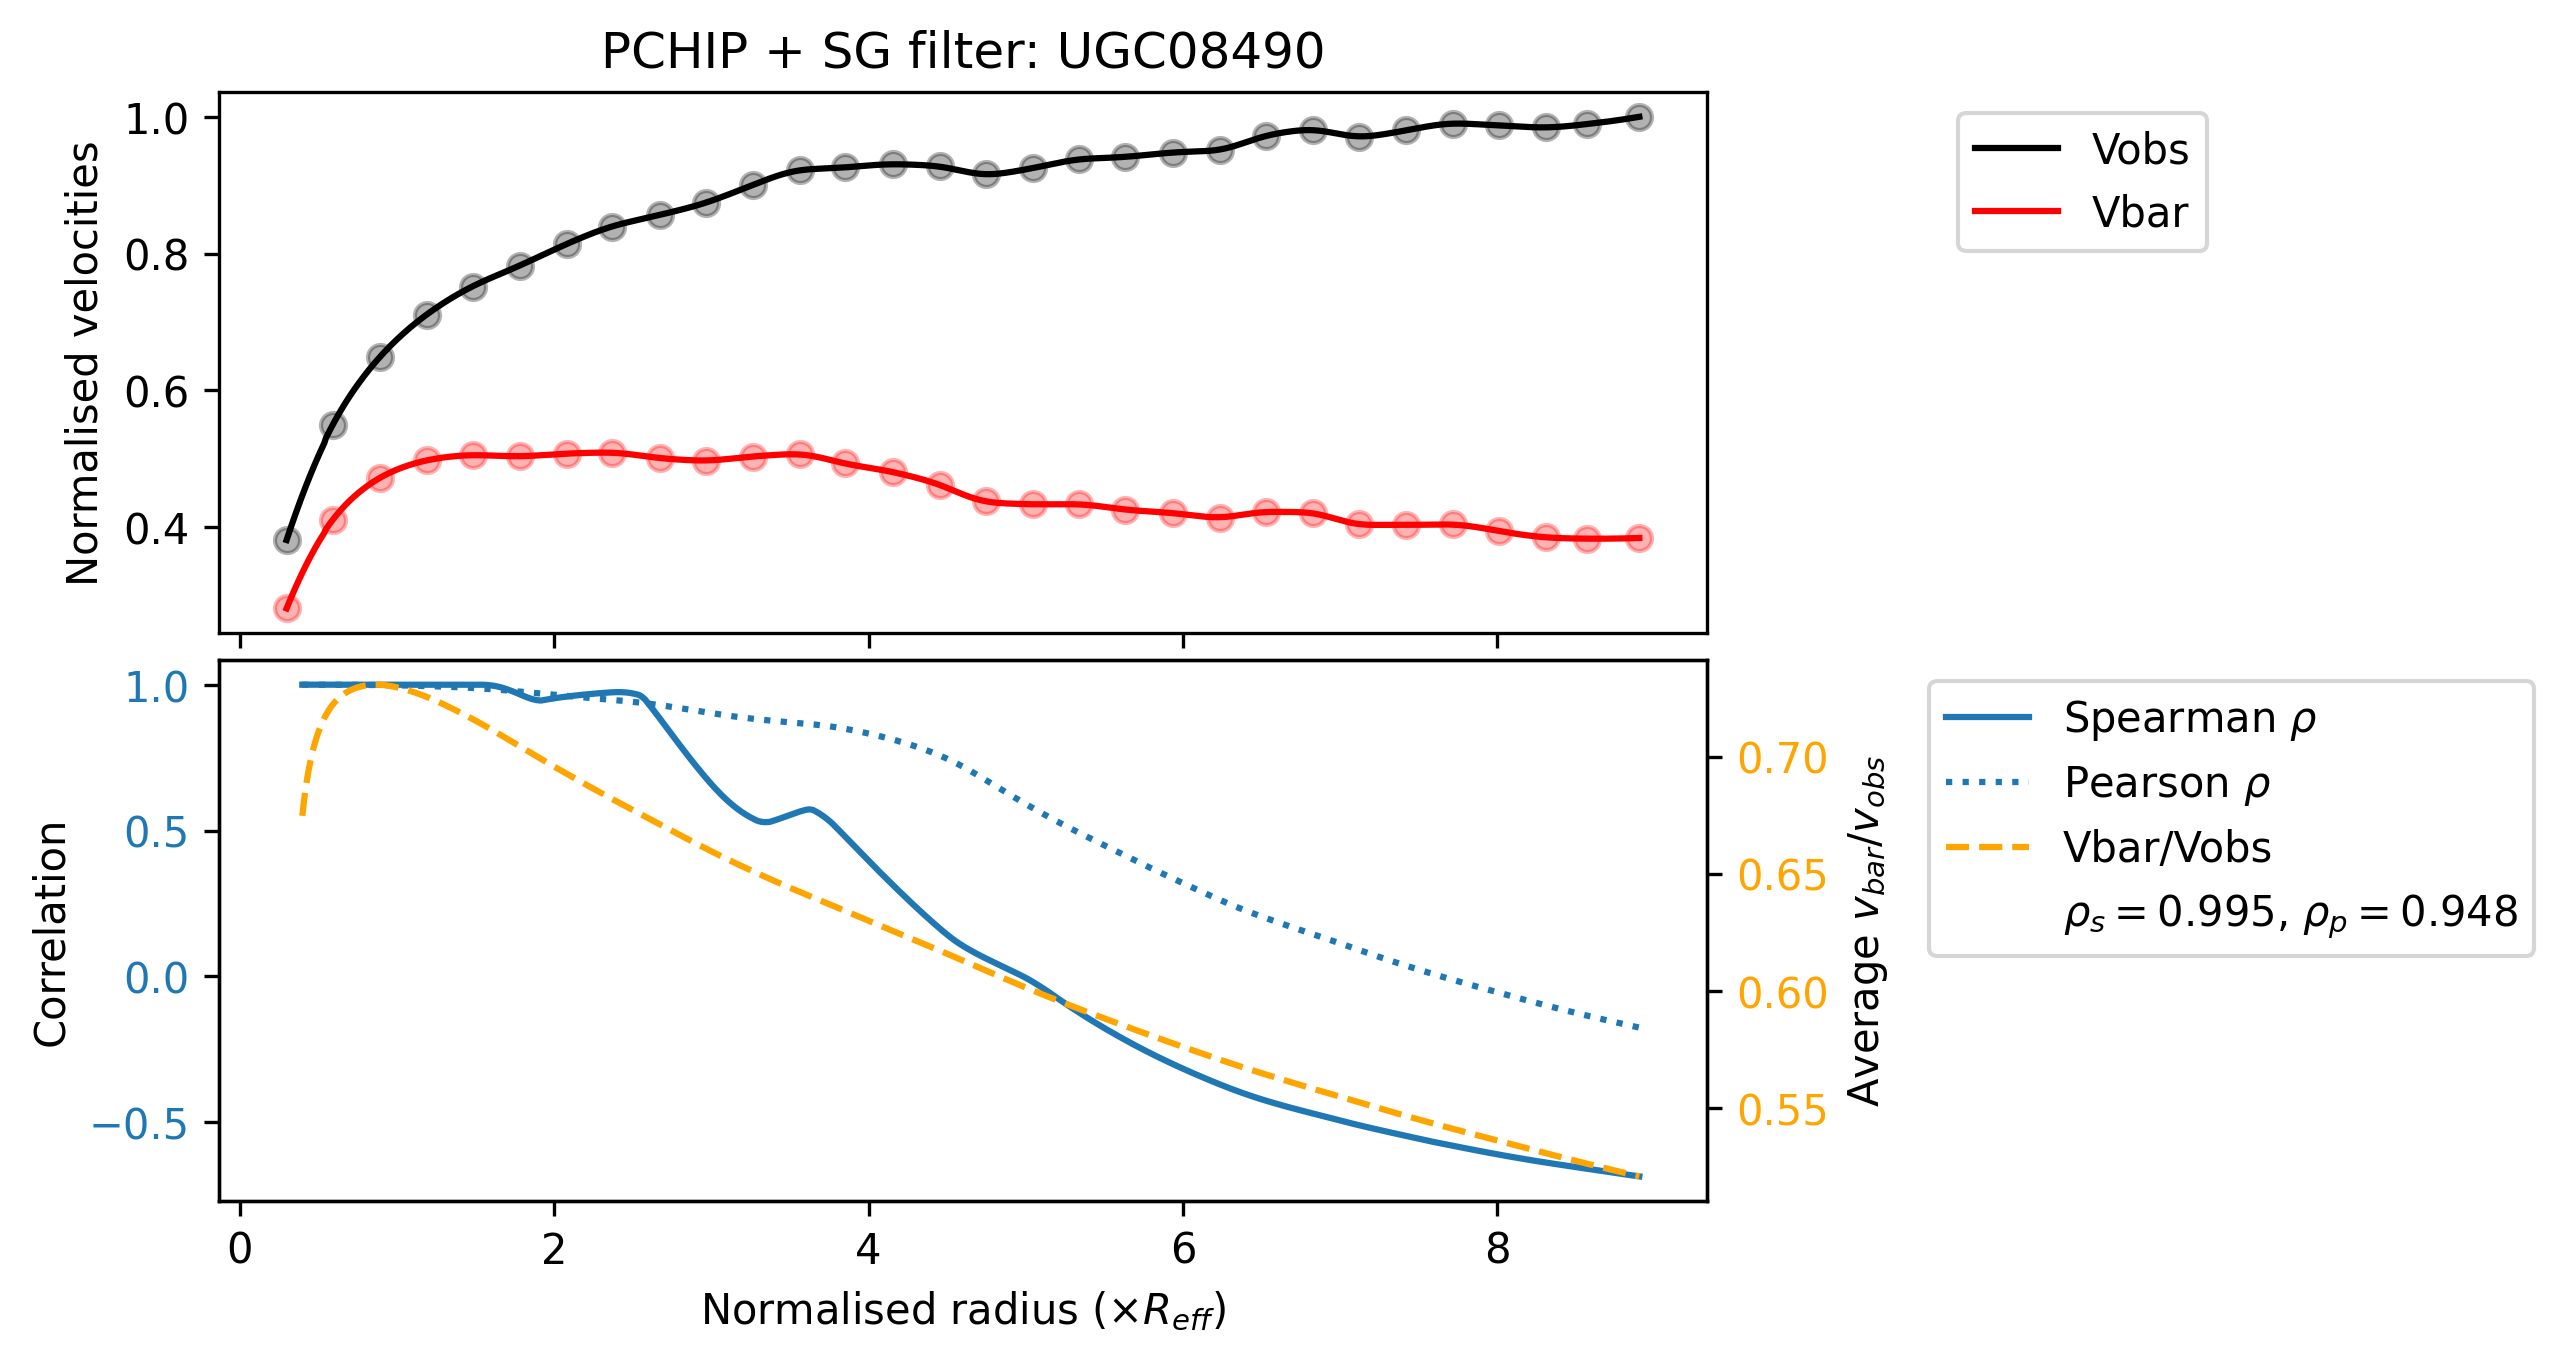 PCHIP + SG filter: UGC08490
Normalised velocities
1.0
0.8
0.6
0.4
Vobs
Vbar
Correlation
1.0
0.5
0.0
−0.5
0.70
0.65
0.60
0.55
Average v_bar/v_obs
Spearman ρ
Pearson ρ
Vbar/Vobs
ρ_s = 0.995, ρ_p = 0.948
0 2 4 6 8
Normalised radius (×R_eff)